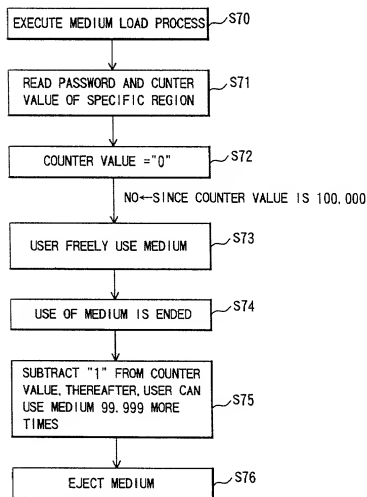 EXECUTE MEDIUM LOAD PROCESS
S70
READ PASSWORD AND CUNTER
VALUE OF SPECIFIC REGION
S71
COUNTER VALUE ="0"
S72
NO←SINCE COUNTER VALUE IS 100.000
USER FREELY USE MEDIUM
S73
USE OF MEDIUM IS ENDED
S74
SUBTRACT "1" FROM COUNTER
VALUE, THEREAFTER, USER CAN
USE MEDIUM 99.999 MORE
TIMES
S75
EJECT MEDIUM
S76